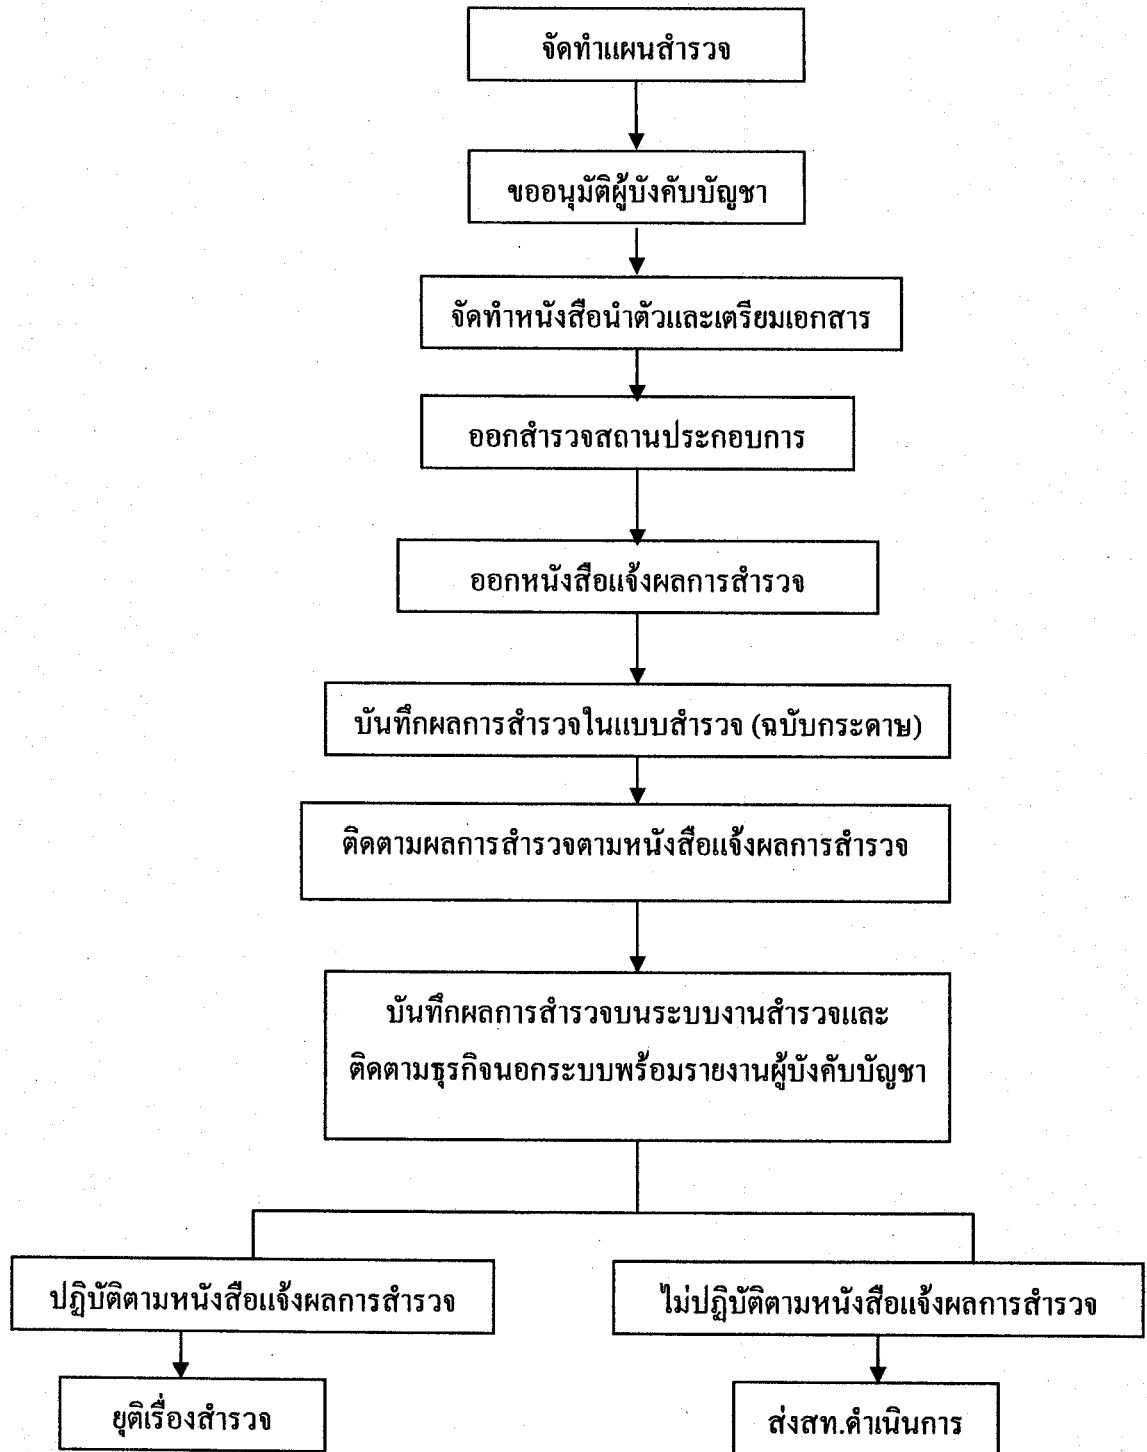 จัดทำแผนสำรวจ
ขออนุมัติผู้บังคับบัญชา
จัดทำหนังสือนำตัวและเตรียมเอกสาร
ออกสำรวจสถานประกอบการ
ออกหนังสือแจ้งผลการสำรวจ
บันทึกผลการสำรวจในแบบสำรวจ (ฉบับกระดาษ)
ติดตามผลการสำรวจตามหนังสือแจ้งผลการสำรวจ
บันทึกผลการสำรวจบนระบบงานสำรวจและ
ติดตามธุรกิจนอกระบบพร้อมรายงานผู้บังคับบัญชา
ปฏิบัติตามหนังสือแจ้งผลการสำรวจ
ไม่ปฏิบัติตามหนังสือแจ้งผลการสำรวจ
ยุติเรื่องสำรวจ
ส่งสท.ดำเนินการ